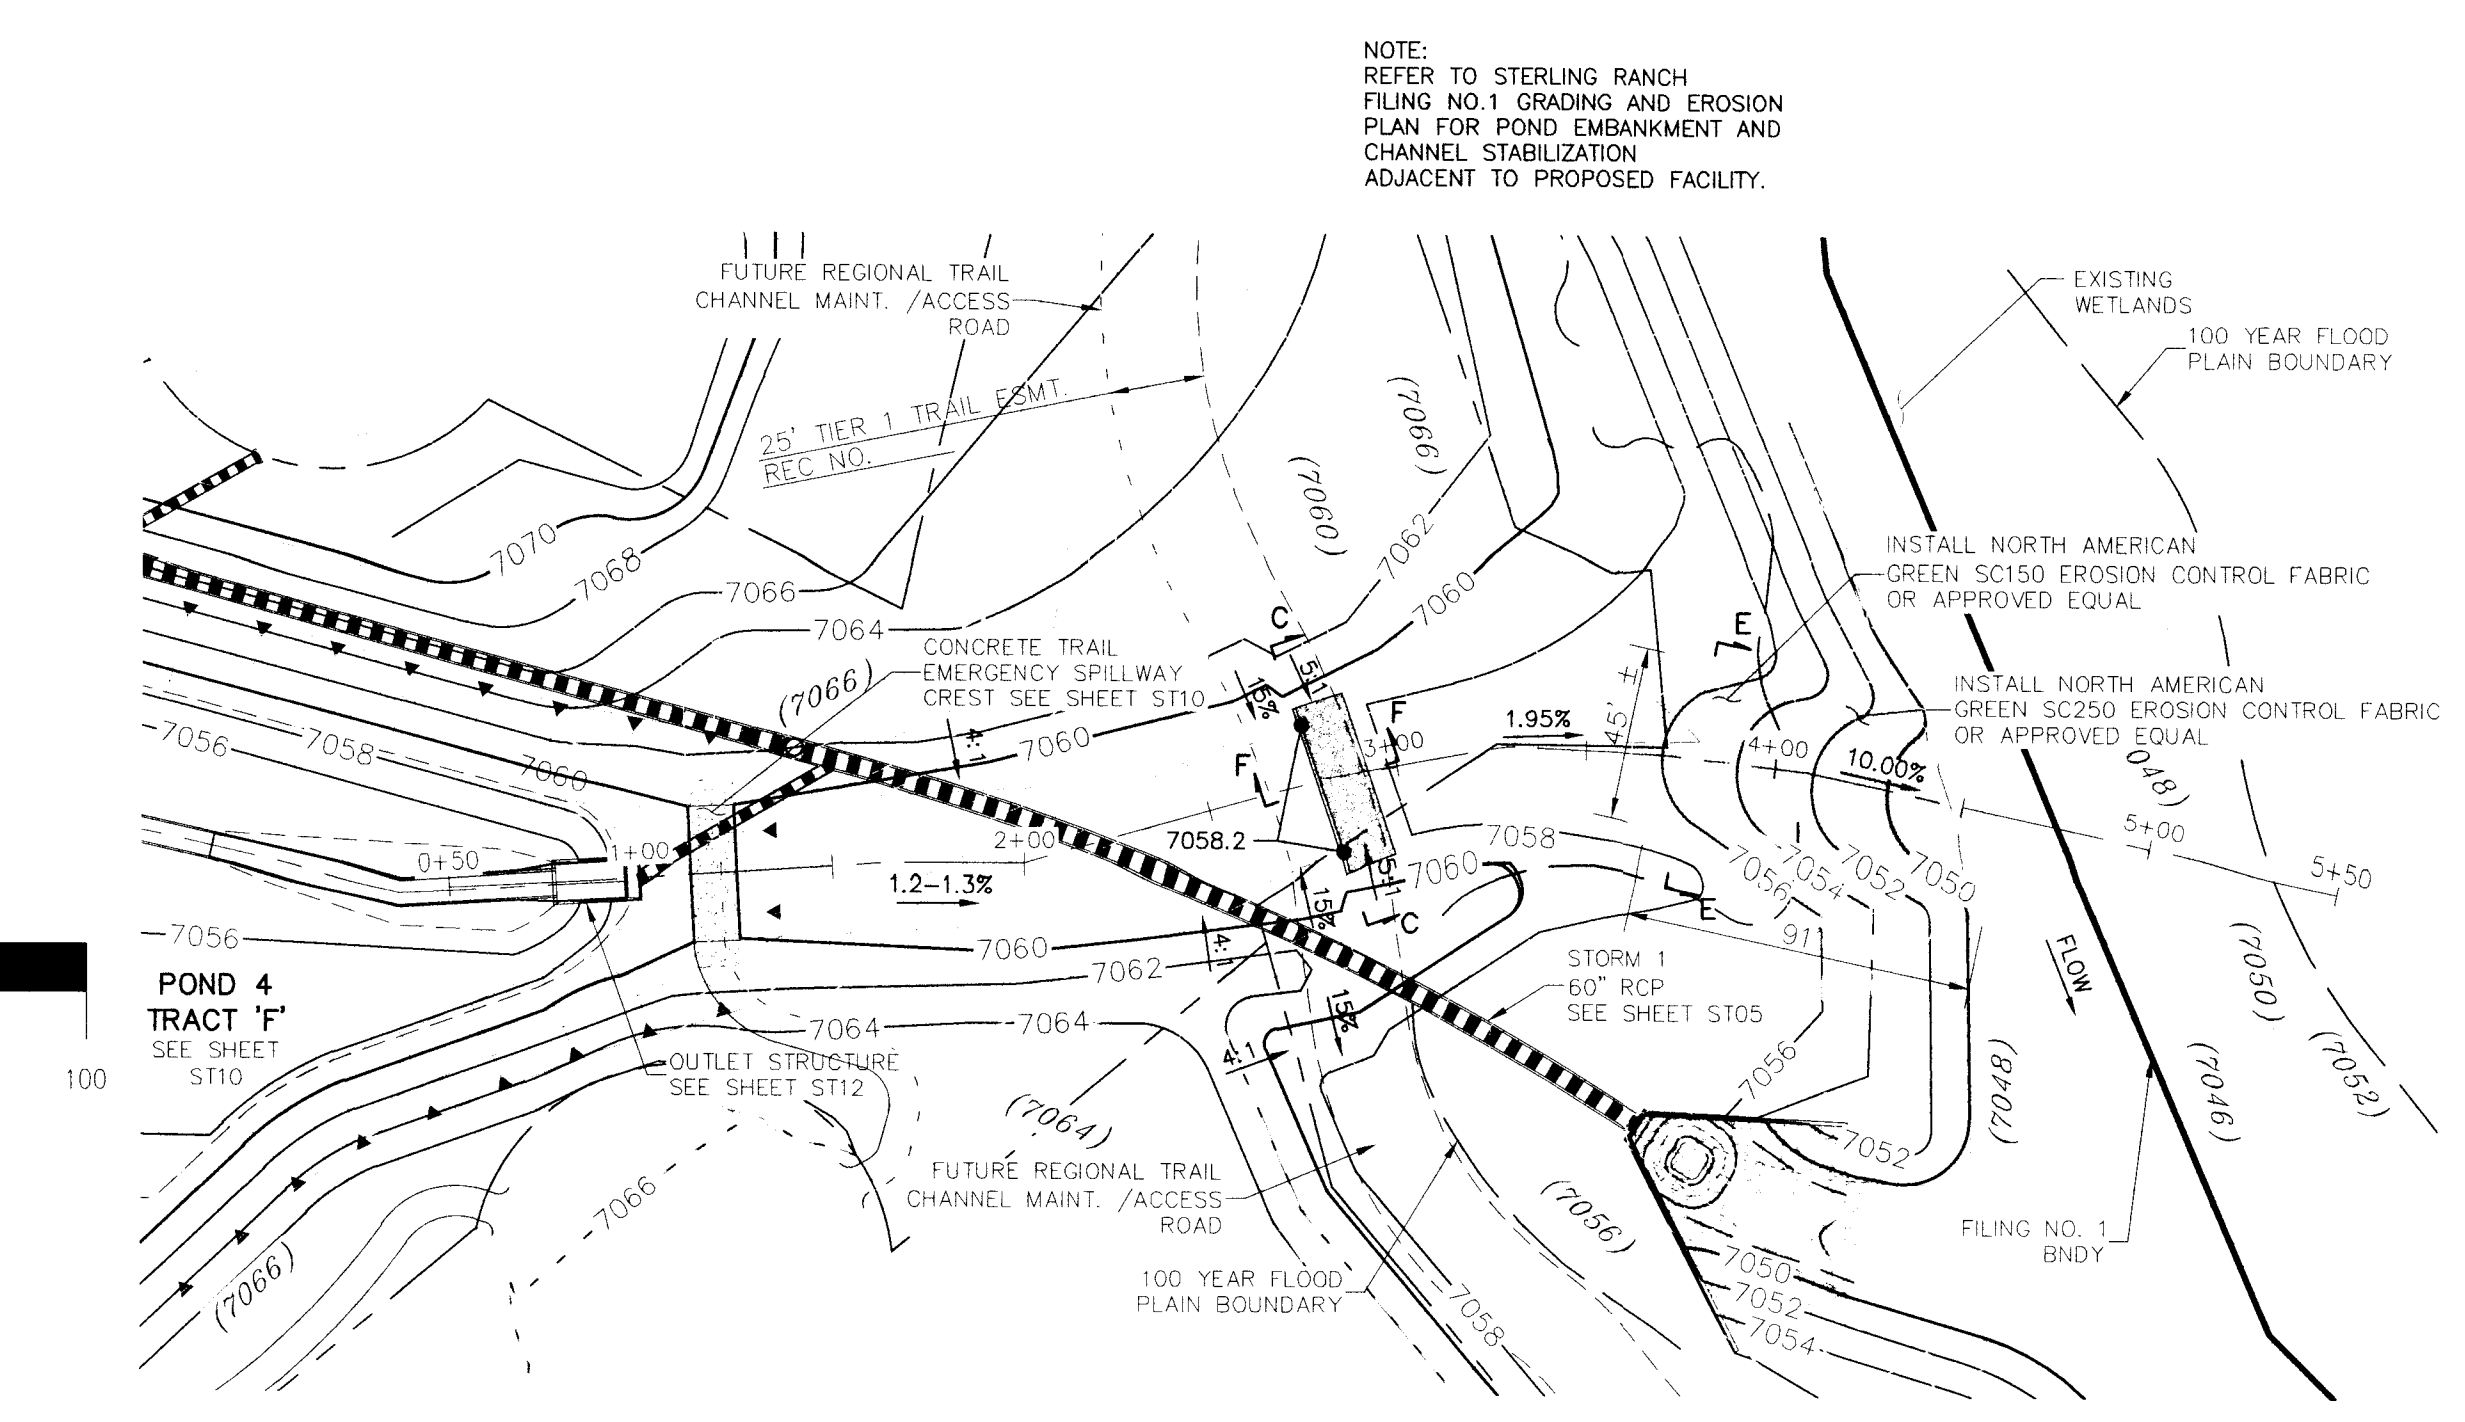 NOTE:
REFER TO STERLING RANCH
FILING NO.1 GRADING AND EROSION
PLAN FOR POND EMBANKMENT AND
CHANNEL STABILIZATION
ADJACENT TO PROPOSED FACILITY.
FUTURE REGIONAL TRAIL
CHANNEL MAINT. /ACCESS
ROAD
EXISTING
WETLANDS
100 YEAR FLOOD
PLAIN BOUNDARY
25' TIER 1 TRAIL ESMT.
REC NO.
(7066)
(7060)
7062
7060
7070
7068
7066
7064
INSTALL NORTH AMERICAN
GREEN SC150 EROSION CONTROL FABRIC
OR APPROVED EQUAL
INSTALL NORTH AMERICAN
GREEN SC250 EROSION CONTROL FABRIC
OR APPROVED EQUAL
CONCRETE TRAIL
EMERGENCY SPILLWAY
CREST SEE SHEET ST10
(7066)
C
E
5:1
15%
F
F
45' ±
1.95%
3+00
4+00
10.00%
048)
7056
7058
7060
4:1
7060
0+50
1+00
2+00
7058.2
7058
7060
5:1
5+00
5+50
1.2-1.3%
7056
7054
7052
7050
E
C
15%
4:1
91'
7056
7060
7062
POND 4
TRACT 'F'
SEE SHEET
ST10
100
7064
7064
15%
4:1
STORM 1
60" RCP
SEE SHEET ST05
FLOW
(7050)
(7048)
(7046)
(7052)
7056
7052
OUTLET STRUCTURE
SEE SHEET ST12
(7064)
FUTURE REGIONAL TRAIL
CHANNEL MAINT. /ACCESS
ROAD
7066
(7066)
(7056)
FILING NO. 1
BNDY
100 YEAR FLOOD
PLAIN BOUNDARY
7058
7050
7052
7054